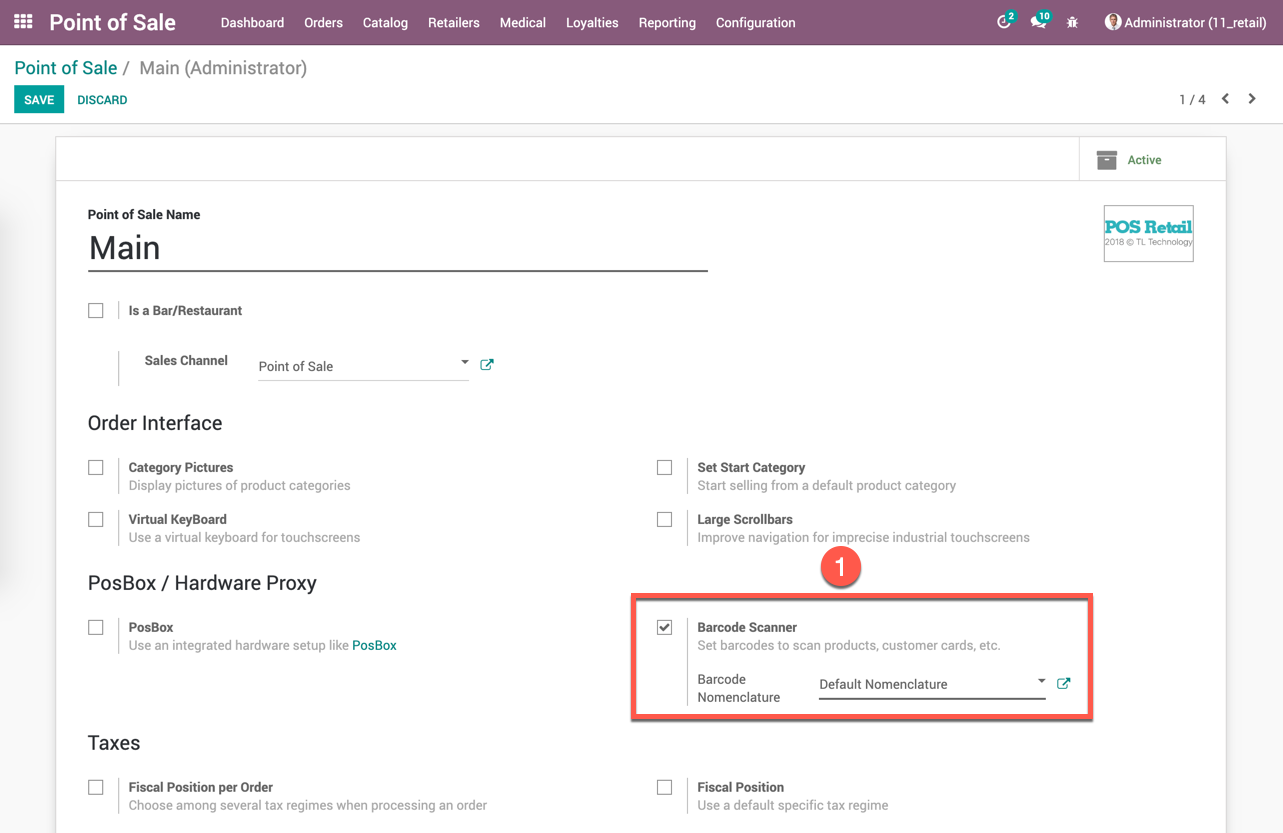 Point of Sale Dashboard Orders Catalog Retailers Medical Loyalties Reporting Configuration 2 10 Administrator (11_retail)
Point of Sale / Main (Administrator)
SAVE DISCARD 1 / 4
Active
Point of Sale Name
Main
POS Retail
2018 © TL Technology
Is a Bar/Restaurant
Sales Channel Point of Sale
Order Interface
Category Pictures
Display pictures of product categories
Set Start Category
Start selling from a default product category
Virtual KeyBoard
Use a virtual keyboard for touchscreens
Large Scrollbars
Improve navigation for imprecise industrial touchscreens
1
PosBox / Hardware Proxy
PosBox
Use an integrated hardware setup like PosBox
Barcode Scanner
Set barcodes to scan products, customer cards, etc.
Barcode
Nomenclature
Default Nomenclature
Taxes
Fiscal Position per Order
Choose among several tax regimes when processing an order
Fiscal Position
Use a default specific tax regime